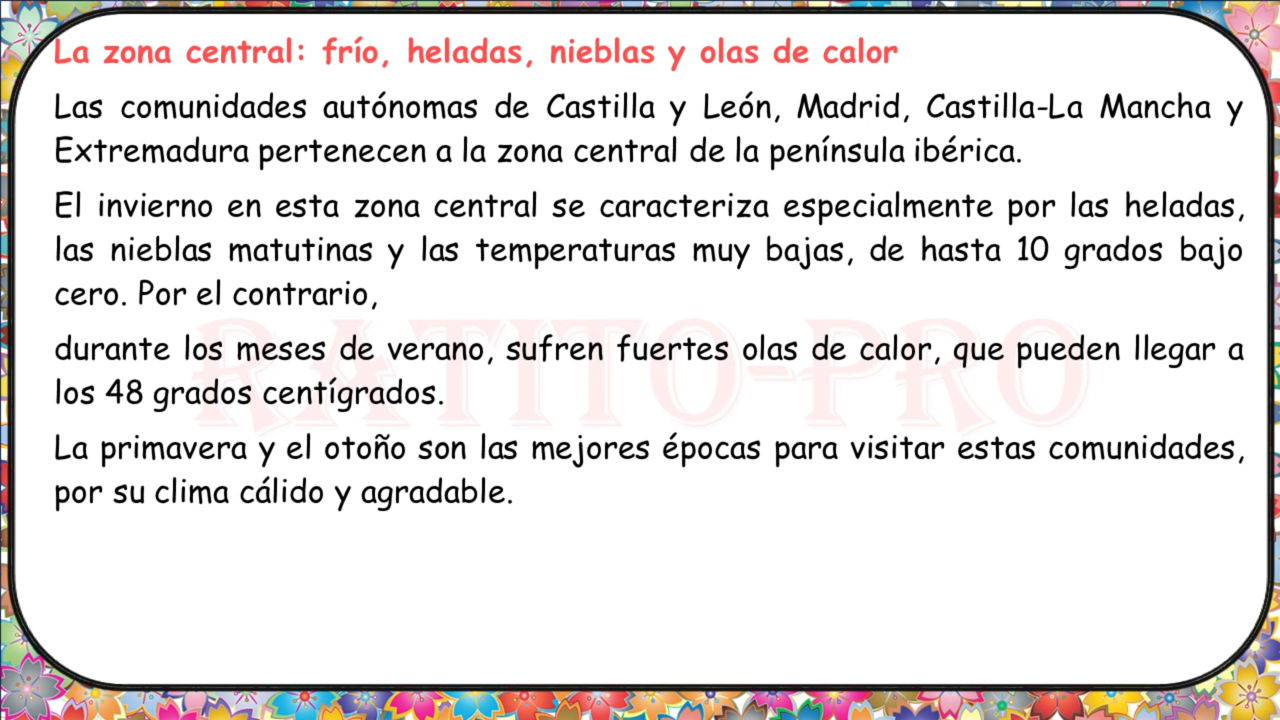 La zona central: frío, heladas, nieblas y olas de calor
Las comunidades autónomas de Castilla y León, Madrid, Castilla-La Mancha y
Extremadura pertenecen a la zona central de la península ibérica.
El invierno en esta zona central se caracteriza especialmente por las heladas,
las nieblas matutinas y las temperaturas muy bajas, de hasta 10 grados bajo
cero. Por el contrario,
RATITO-PRO
durante los meses de verano, sufren fuertes olas de calor, que pueden llegar a
los 48 grados centígrados.
La primavera y el otoño son las mejores épocas para visitar estas comunidades,
por su clima cálido y agradable.